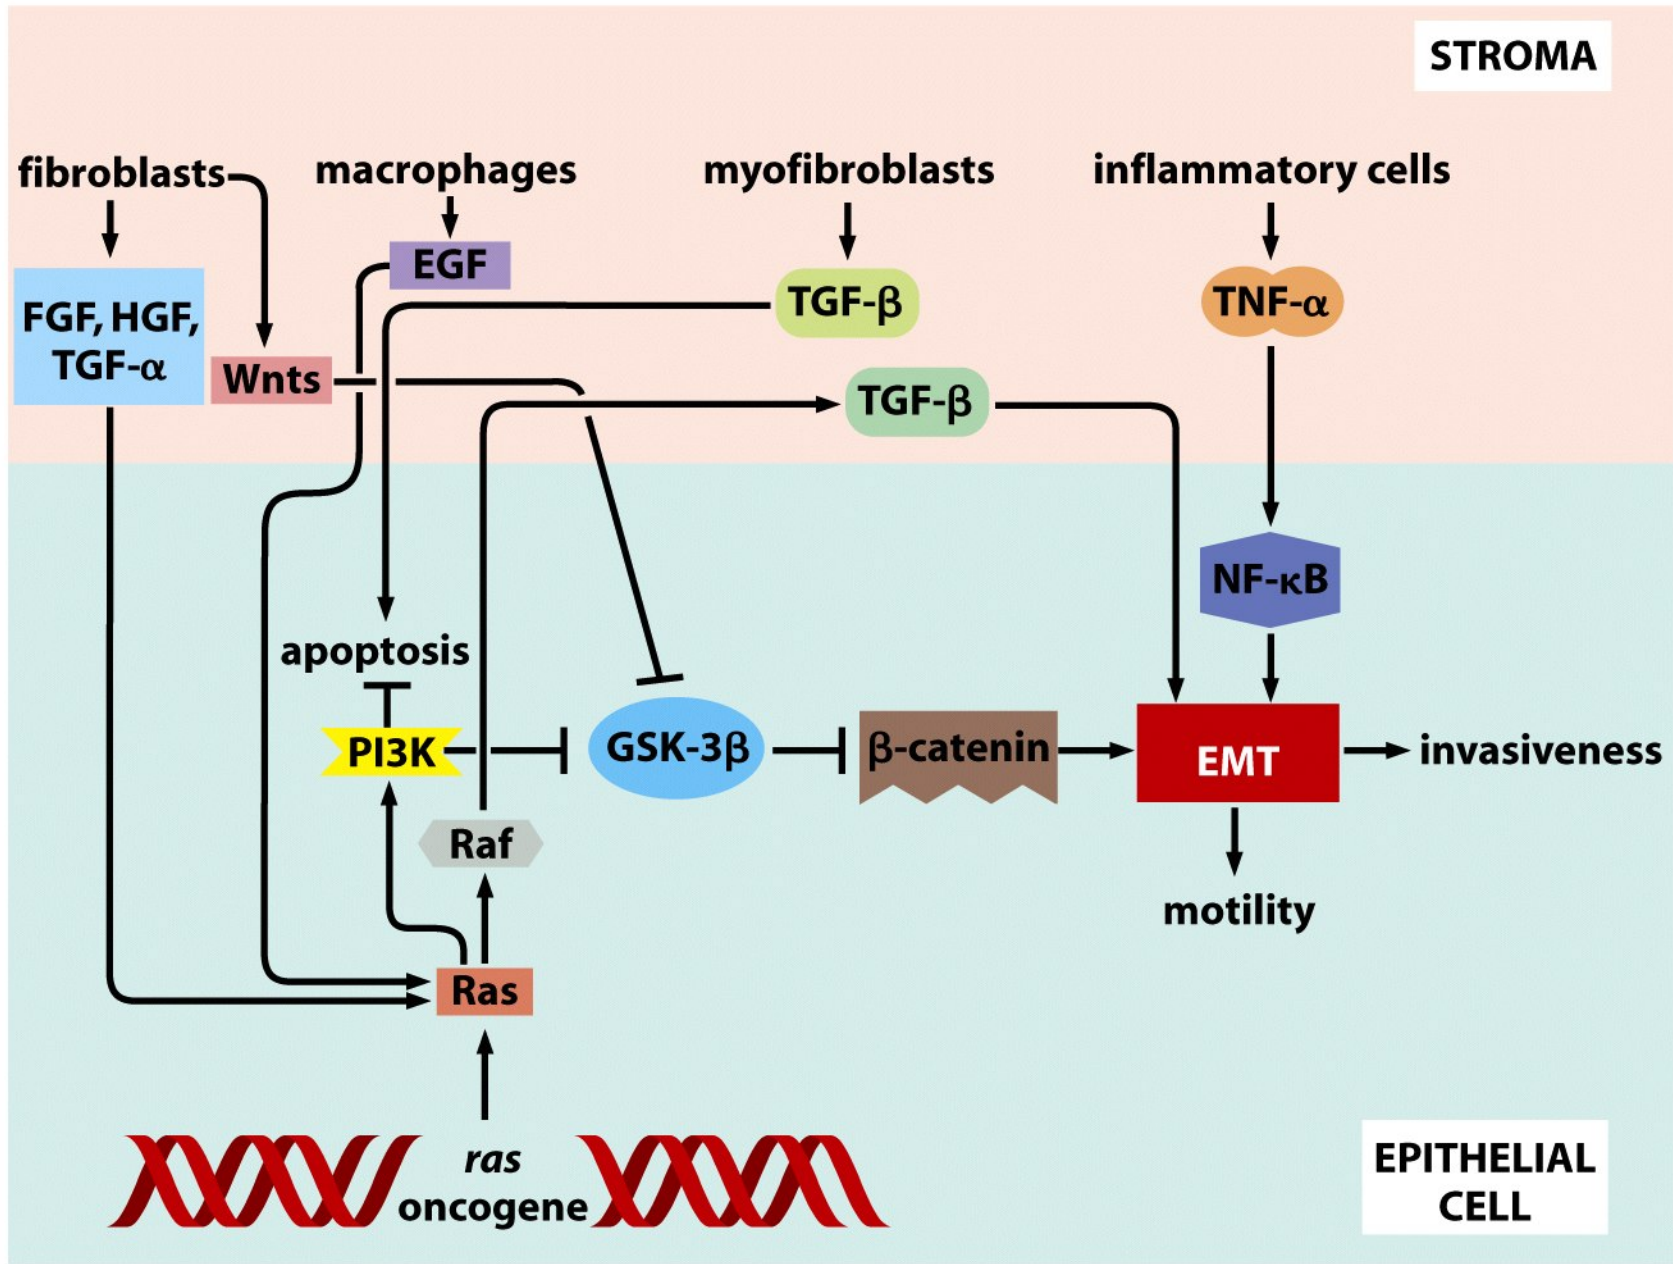 STROMA
fibroblasts
macrophages
myofibroblasts
inflammatory cells
EGF
FGF, HGF,
TGF-α
TGF-β
TNF-α
Wnts
TGF-β
NF-κB
apoptosis
PI3K
GSK-3β
β-catenin
EMT
invasiveness
Raf
motility
Ras
ras
oncogene
EPITHELIAL
CELL